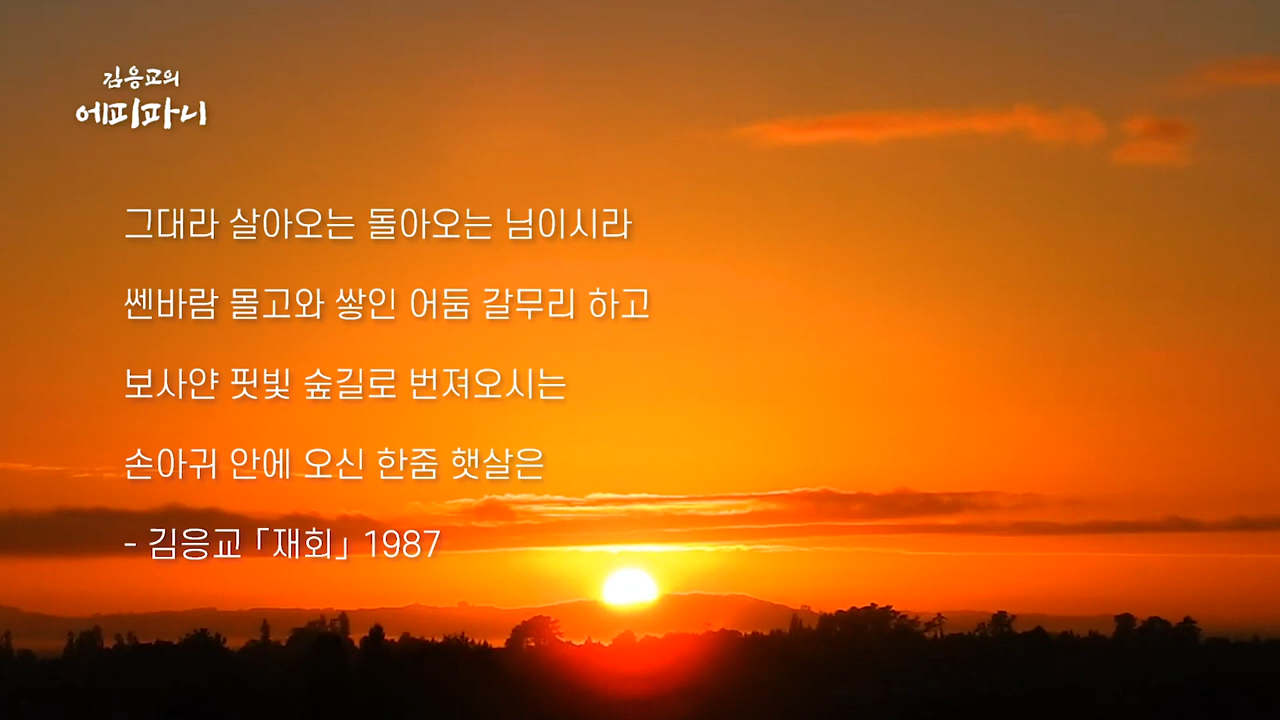 김응교의
에피파니
그대라 살아오는 돌아오는 님이시라
쎈바람 몰고와 쌓인 어둠 갈무리 하고
보사얀 핏빛 숲길로 번져오시는
손아귀 안에 오신 한줌 햇살은
- 김응교 ｢재회｣ 1987